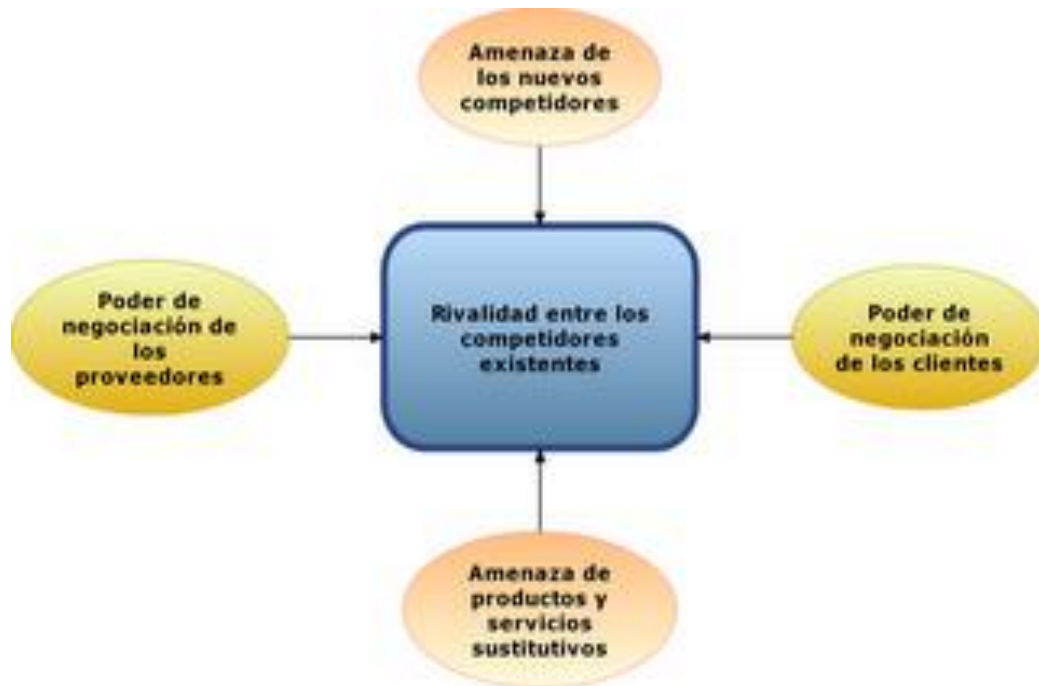 Amenaza de
los nuevos
competidores
Poder de
negociación de
los
proveedores
Rivalidad entre los
competidores
existentes
Poder de
negociación
de los clientes
Amenaza de
productos y
servicios
sustitutivos